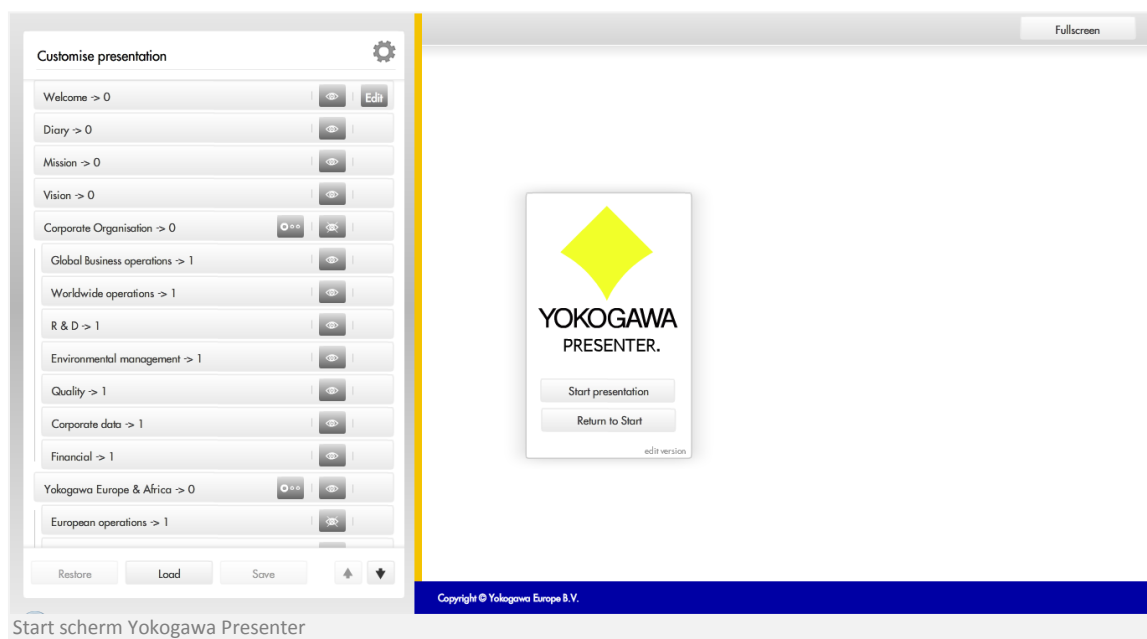 Fullscreen
Customise presentation
Welcome -> 0
Edit
Diary -> 0
Mission -> 0
Vision -> 0
Corporate Organisation -> 0
Global Business operations -> 1
Worldwide operations -> 1
R & D -> 1
Environmental management -> 1
Quality -> 1
Corporate data -> 1
Financial -> 1
Yokogawa Europe & Africa -> 0
European operations -> 1
Restore Load Save
YOKOGAWA
PRESENTER.
Start presentation
Return to Start
edit version
Copyright © Yokogawa Europe B.V.
Start scherm Yokogawa Presenter